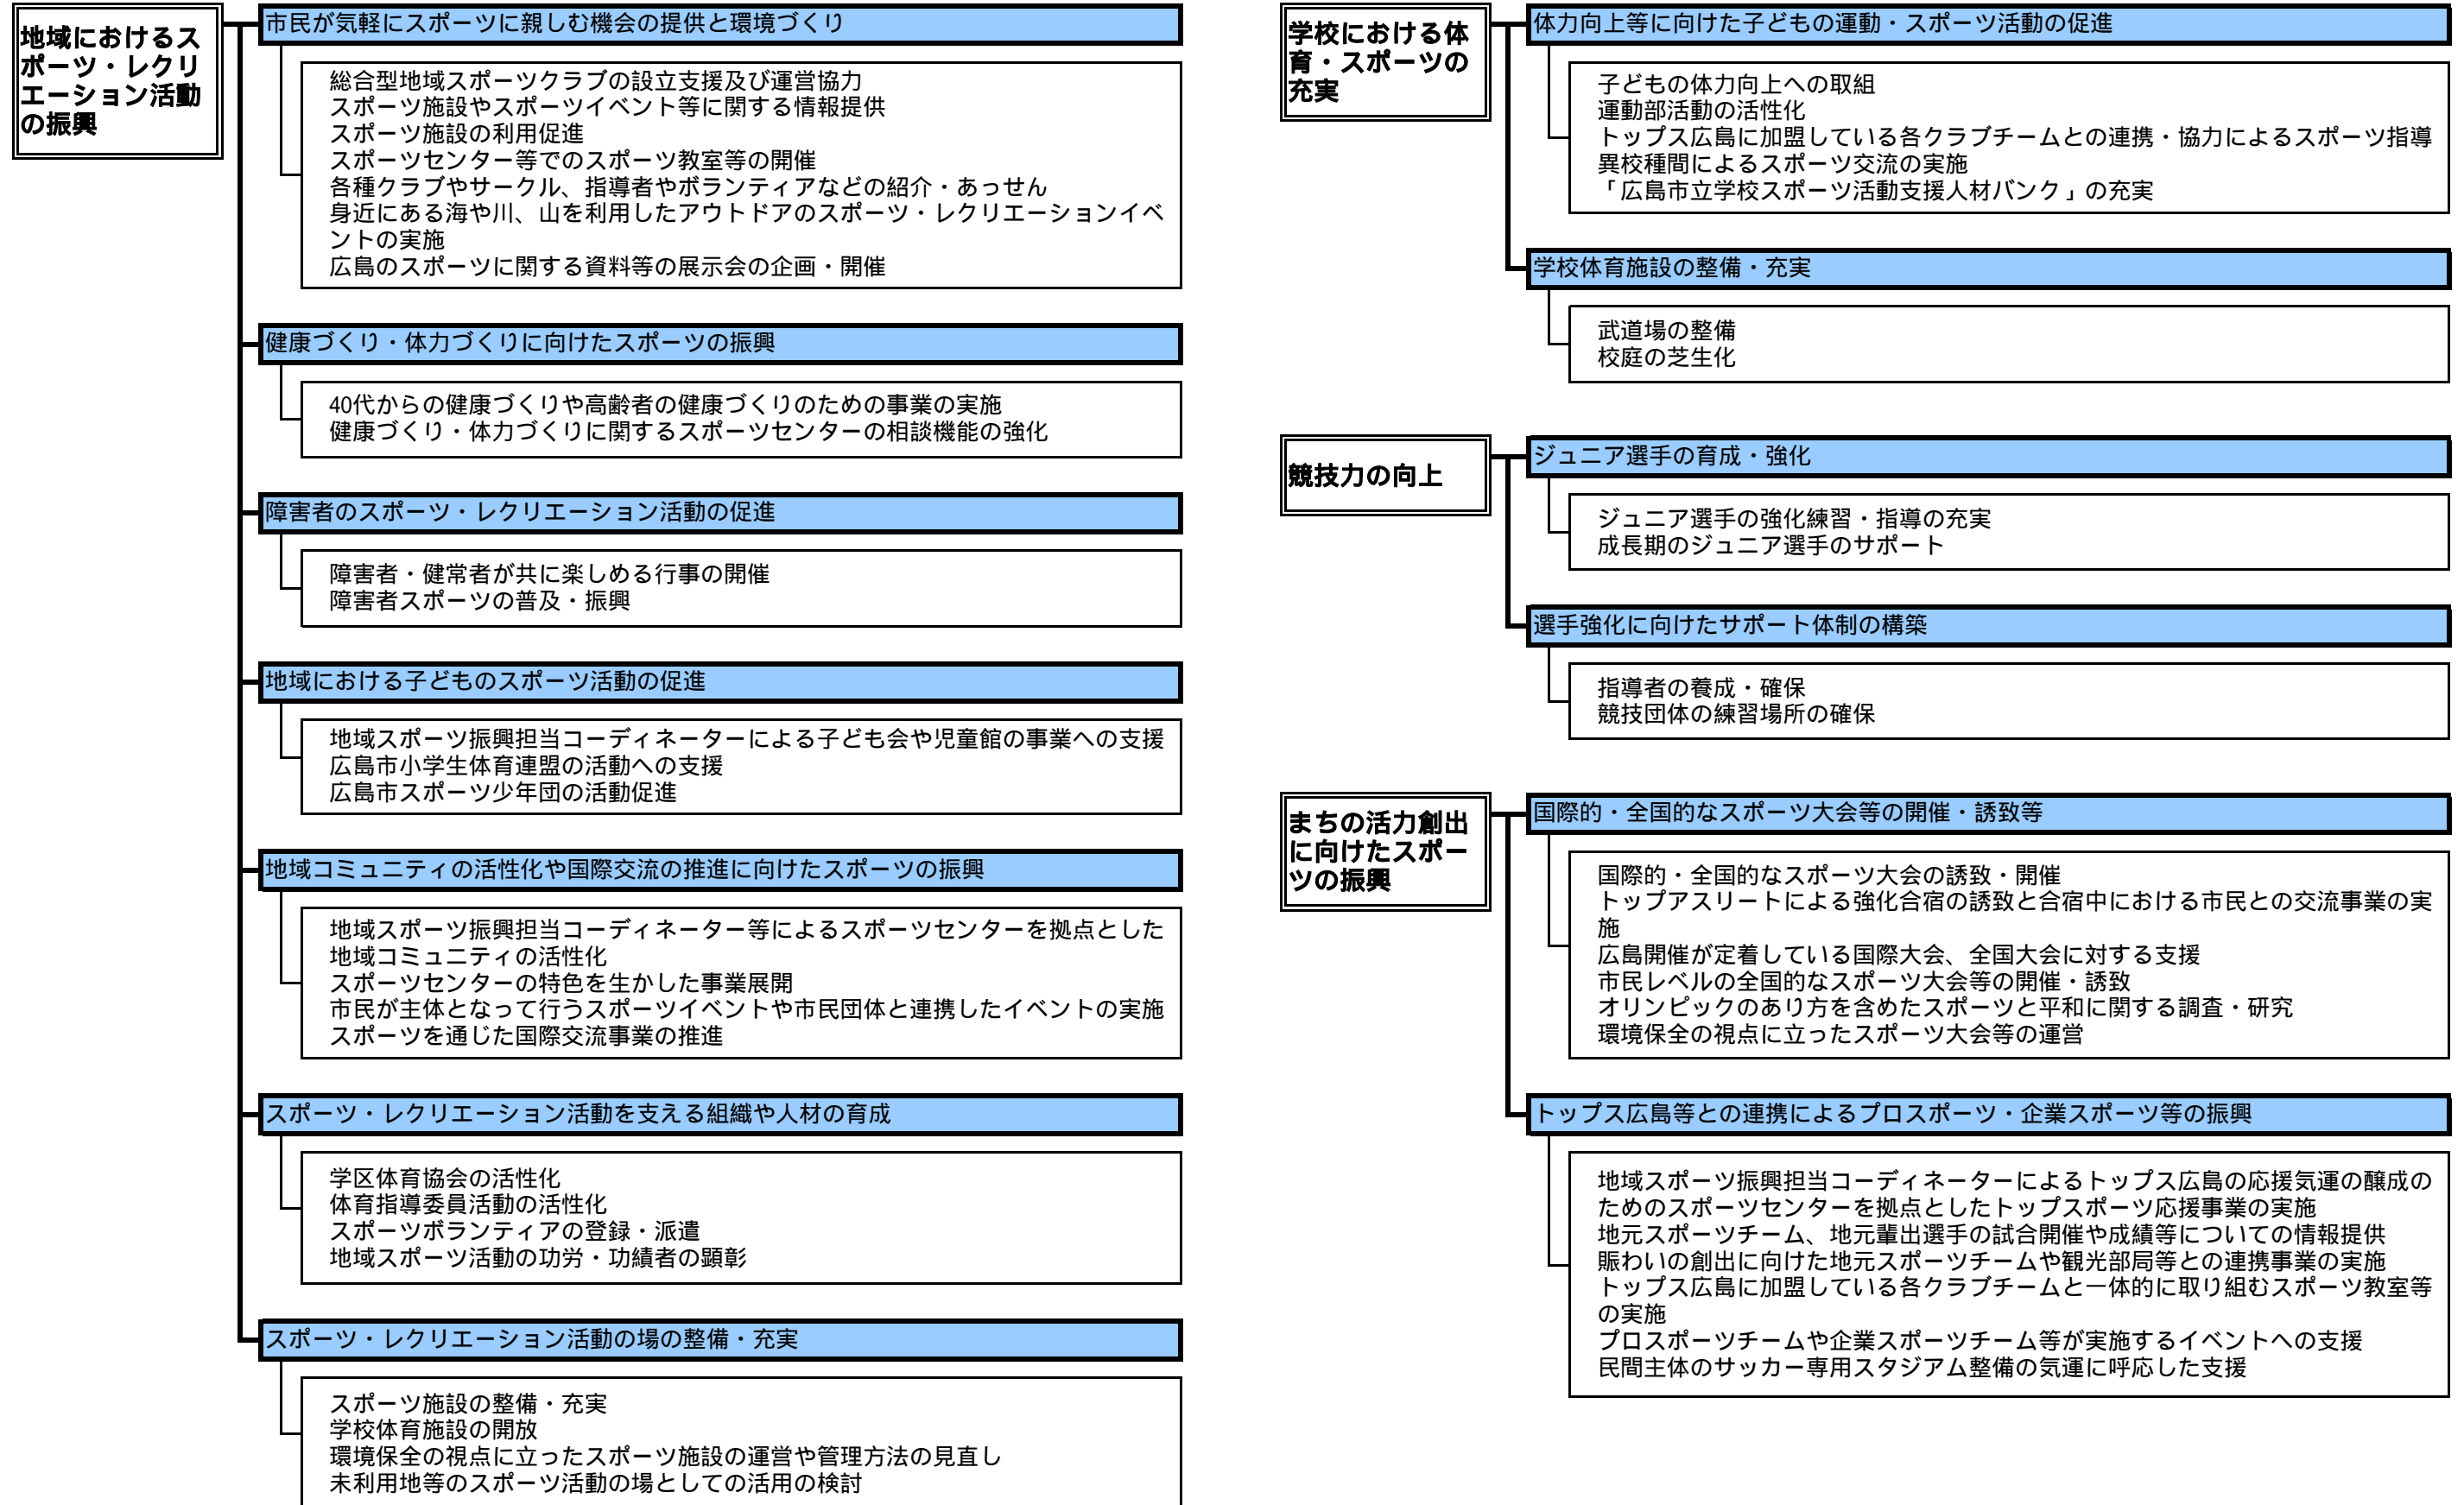 地域におけるス
ポーツ・レクリ
エーション活動
の振興
市民が気軽にスポーツに親しむ機会の提供と環境づくり
総合型地域スポーツクラブの設立支援及び運営協力
スポーツ施設やスポーツイベント等に関する情報提供
スポーツ施設の利用促進
スポーツセンター等でのスポーツ教室等の開催
各種クラブやサークル、指導者やボランティアなどの紹介・あっせん
身近にある海や川、山を利用したアウトドアのスポーツ・レクリエーションイベ
ントの実施
広島のスポーツに関する資料等の展示会の企画・開催
健康づくり・体力づくりに向けたスポーツの振興
40代からの健康づくりや高齢者の健康づくりのための事業の実施
健康づくり・体力づくりに関するスポーツセンターの相談機能の強化
障害者のスポーツ・レクリエーション活動の促進
障害者・健常者が共に楽しめる行事の開催
障害者スポーツの普及・振興
地域における子どものスポーツ活動の促進
地域スポーツ振興担当コーディネーターによる子ども会や児童館の事業への支援
広島市小学生体育連盟の活動への支援
広島市スポーツ少年団の活動促進
地域コミュニティの活性化や国際交流の推進に向けたスポーツの振興
地域スポーツ振興担当コーディネーター等によるスポーツセンターを拠点とした
地域コミュニティの活性化
スポーツセンターの特色を生かした事業展開
市民が主体となって行うスポーツイベントや市民団体と連携したイベントの実施
スポーツを通じた国際交流事業の推進
スポーツ・レクリエーション活動を支える組織や人材の育成
学区体育協会の活性化
体育指導委員活動の活性化
スポーツボランティアの登録・派遣
地域スポーツ活動の功労・功績者の顕彰
スポーツ・レクリエーション活動の場の整備・充実
スポーツ施設の整備・充実
学校体育施設の開放
環境保全の視点に立ったスポーツ施設の運営や管理方法の見直し
未利用地等のスポーツ活動の場としての活用の検討
学校における体
育・スポーツの
充実
体力向上等に向けた子どもの運動・スポーツ活動の促進
子どもの体力向上への取組
運動部活動の活性化
トップス広島に加盟している各クラブチームとの連携・協力によるスポーツ指導
異校種間によるスポーツ交流の実施
「広島市立学校スポーツ活動支援人材バンク」の充実
学校体育施設の整備・充実
武道場の整備
校庭の芝生化
競技力の向上
ジュニア選手の育成・強化
ジュニア選手の強化練習・指導の充実
成長期のジュニア選手のサポート
選手強化に向けたサポート体制の構築
指導者の養成・確保
競技団体の練習場所の確保
まちの活力創出
に向けたスポー
ツの振興
国際的・全国的なスポーツ大会等の開催・誘致等
国際的・全国的なスポーツ大会の誘致・開催
トップアスリートによる強化合宿の誘致と合宿中における市民との交流事業の実
施
広島開催が定着している国際大会、全国大会に対する支援
市民レベルの全国的なスポーツ大会等の開催・誘致
オリンピックのあり方を含めたスポーツと平和に関する調査・研究
環境保全の視点に立ったスポーツ大会等の運営
トップス広島等との連携によるプロスポーツ・企業スポーツ等の振興
地域スポーツ振興担当コーディネーターによるトップス広島の応援気運の醸成の
ためのスポーツセンターを拠点としたトップスポーツ応援事業の実施
地元スポーツチーム、地元輩出選手の試合開催や成績等についての情報提供
賑わいの創出に向けた地元スポーツチームや観光部局等との連携事業の実施
トップス広島に加盟している各クラブチームと一体的に取り組むスポーツ教室等
の実施
プロスポーツチームや企業スポーツチーム等が実施するイベントへの支援
民間主体のサッカー専用スタジアム整備の気運に呼応した支援